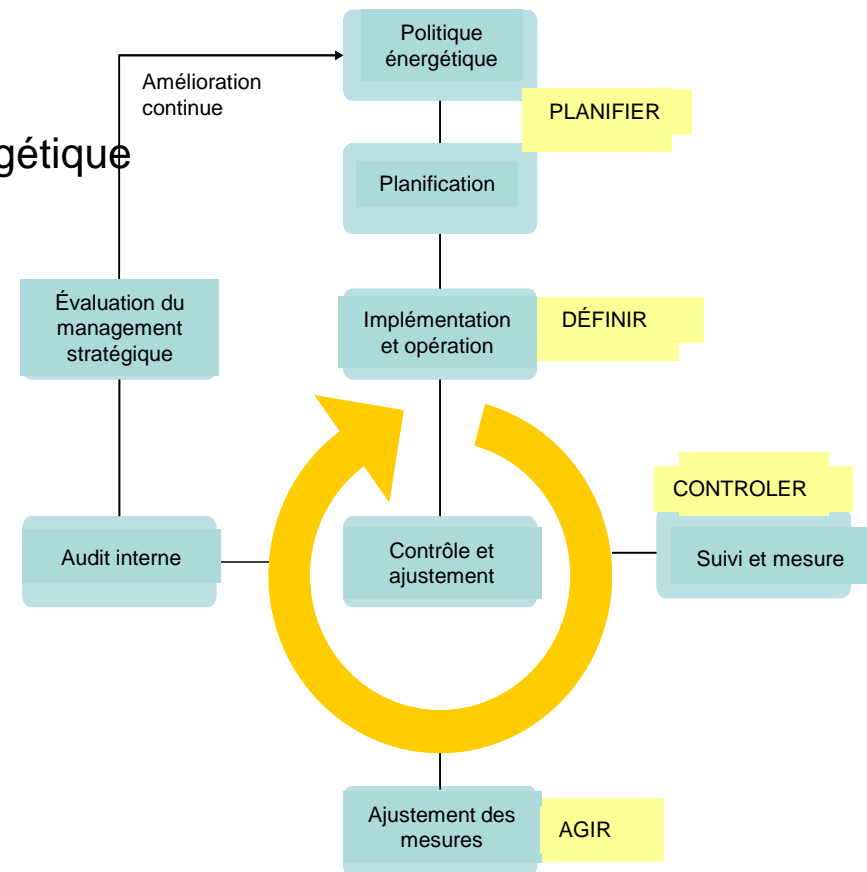 Politique
énergétique
Amélioration
continue
PLANIFIER
gétique
Planification
Évaluation du
management
stratégique
Implémentation
et opération
DÉFINIR
CONTROLER
Audit interne
Contrôle et
ajustement
Suivi et mesure
Ajustement des
mesures
AGIR